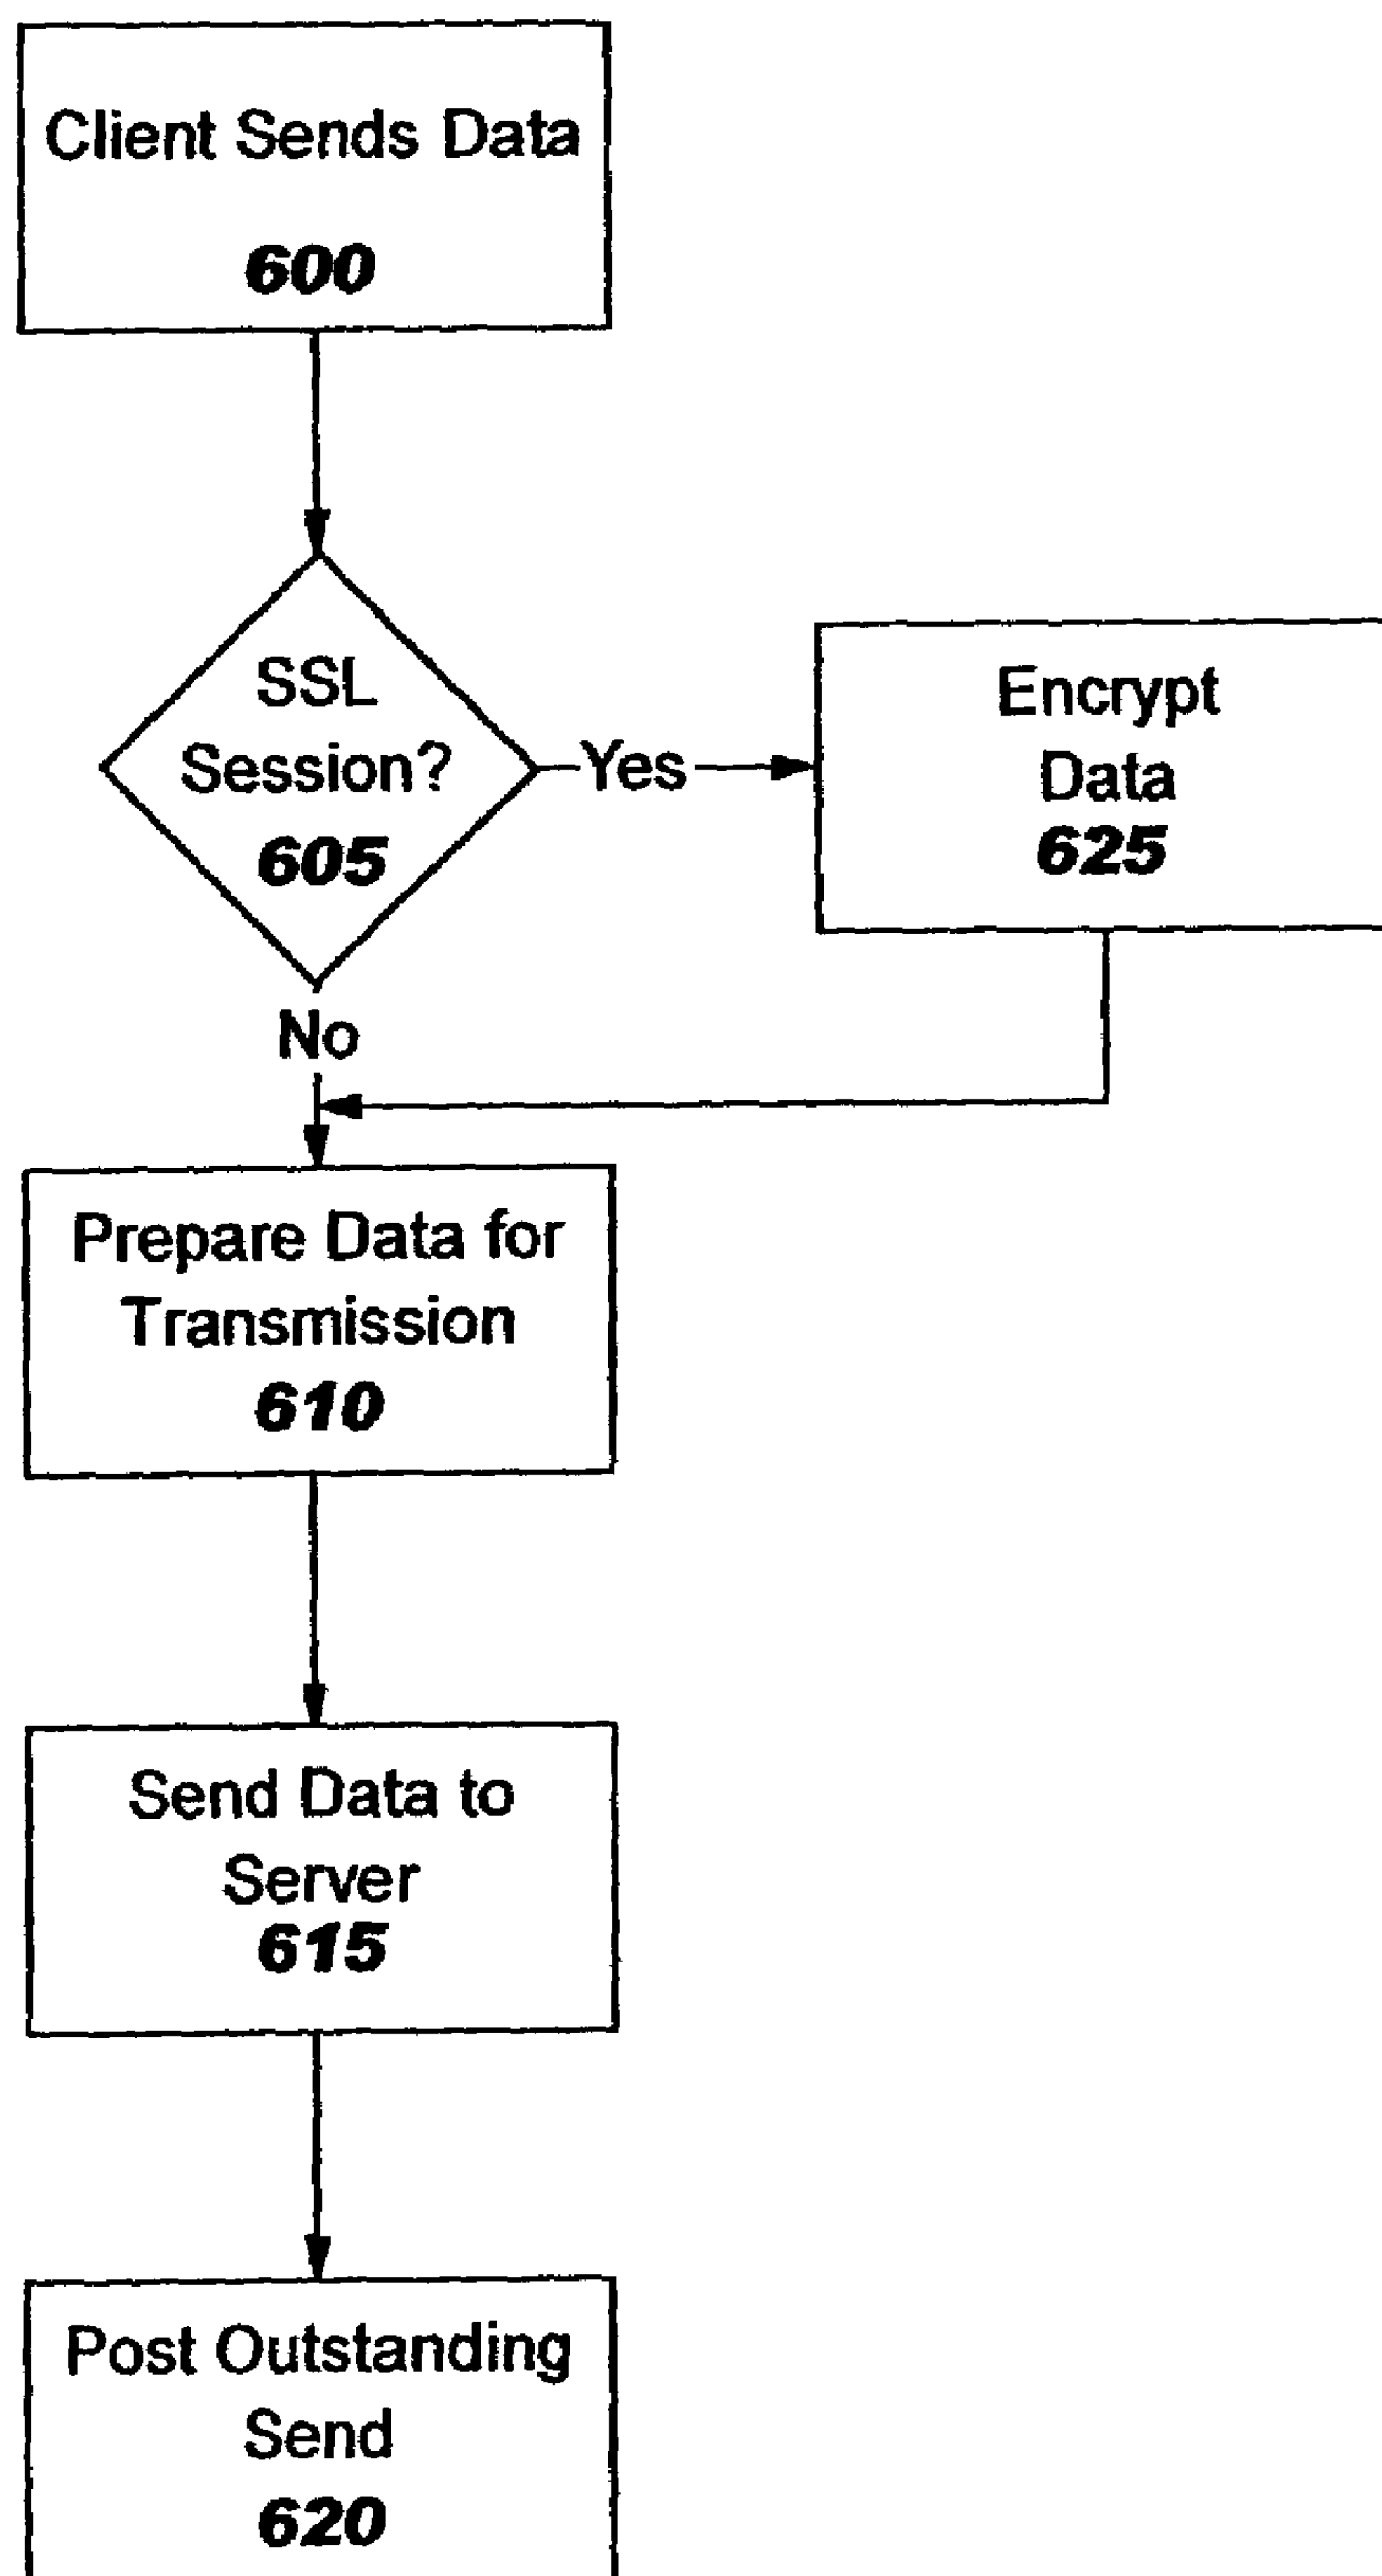 Client Sends Data
600
SSL
Session?
605
Yes
Encrypt
Data
625
No
Prepare Data for
Transmission
610
Send Data to
Server
615
Post Outstanding
Send
620